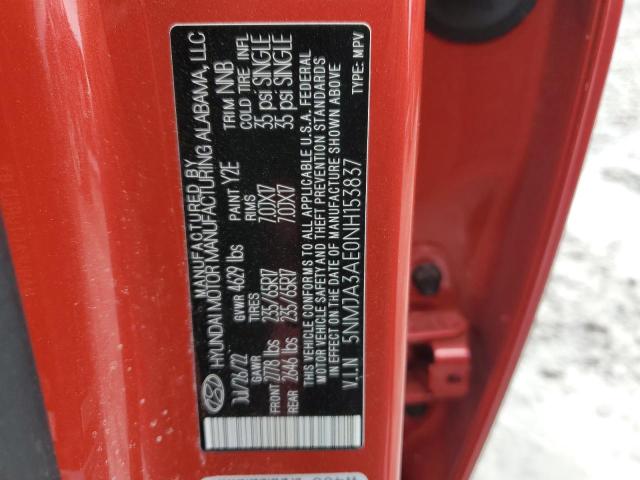 MANUFACTURED BY
HYUNDAI MOTOR MANUFACTURING ALABAMA, LLC
GVWR 4629 lbs PAINT Y2E TRIM NNB
GAWR TIRES RIMS COLD TIRE INFL
FRONT 2778 lbs 235/65R17 7.0JX17 35 psi SINGLE
REAR 2646 lbs 235/65R17 7.0JX17 35 psi SINGLE
THIS VEHICLE CONFORMS TO ALL APPLICABLE U.S.A. FEDERAL
MOTOR VEHICLE SAFETY AND THEFT PREVENTION STANDARDS
IN EFFECT ON THE DATE OF MANUFACTURE SHOWN ABOVE
V.I.N 5NMJA3AE0NH153837 TYPE: MPV